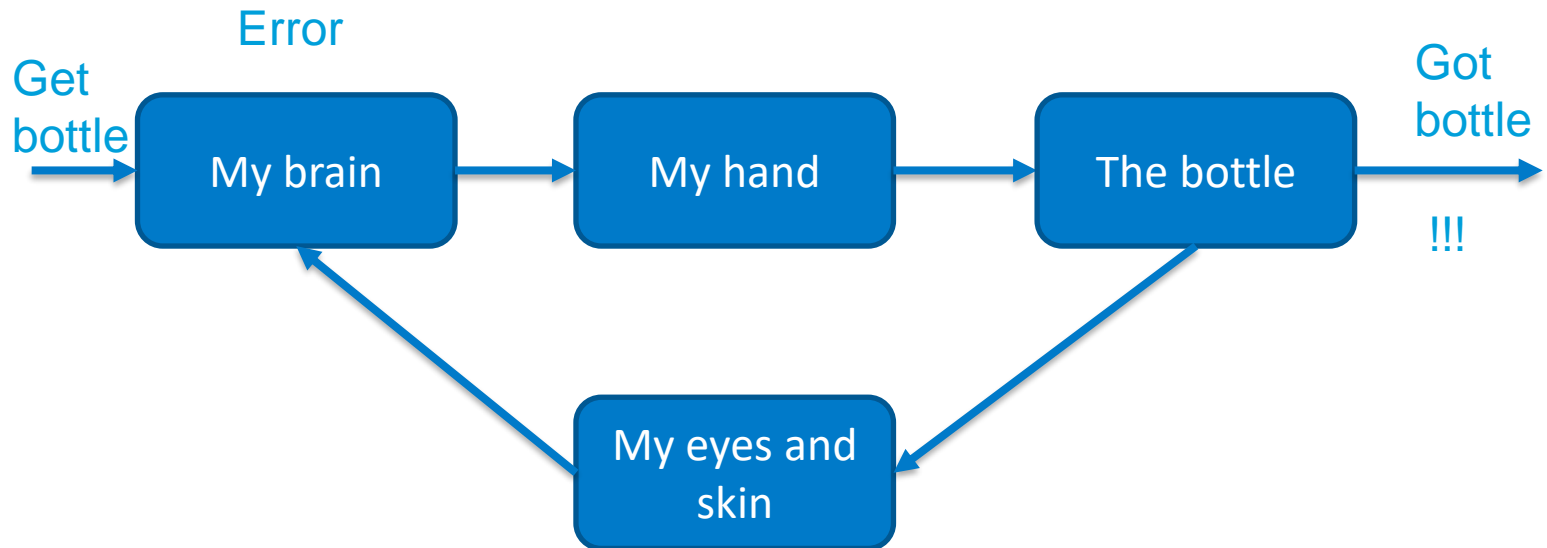 Error
Get
bottle
My brain
My hand
The bottle
Got
bottle
!!!
My eyes and
skin